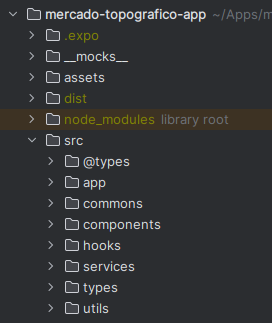 mercado-topografico-app ~/Apps/m
.expo
__mocks__
assets
dist
node_modules library root
src
@types
app
commons
components
hooks
services
types
utils